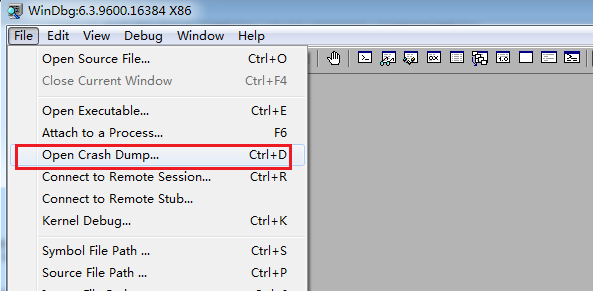 WinDbg:6.3.9600.16384 X86
File Edit View Debug Window Help
Open Source File... Ctrl+O
Close Current Window Ctrl+F4
Open Executable... Ctrl+E
Attach to a Process... F6
Open Crash Dump... Ctrl+D
Connect to Remote Session... Ctrl+R
Connect to Remote Stub...
Kernel Debug... Ctrl+K
Symbol File Path ... Ctrl+S
Source File Path ... Ctrl+P